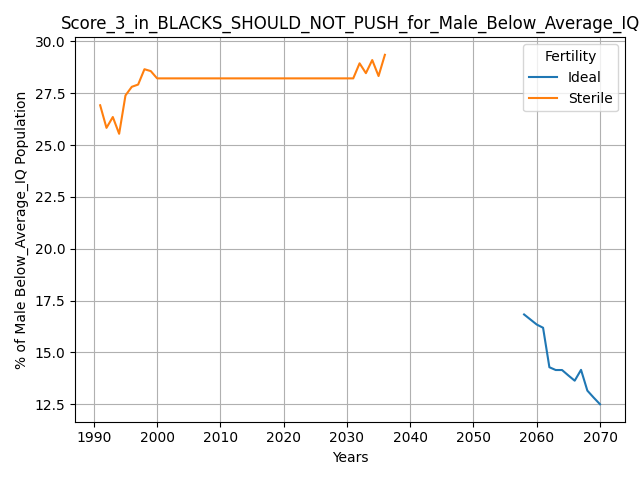 Score_3_in_BLACKS_SHOULD_NOT_PUSH_for_Male_Below_Average_IQ
% of Male Below_Average_IQ Population
30.0
27.5
25.0
22.5
20.0
17.5
15.0
12.5
Fertility
Ideal
Sterile
1990 2000 2010 2020 2030 2040 2050 2060 2070
Years